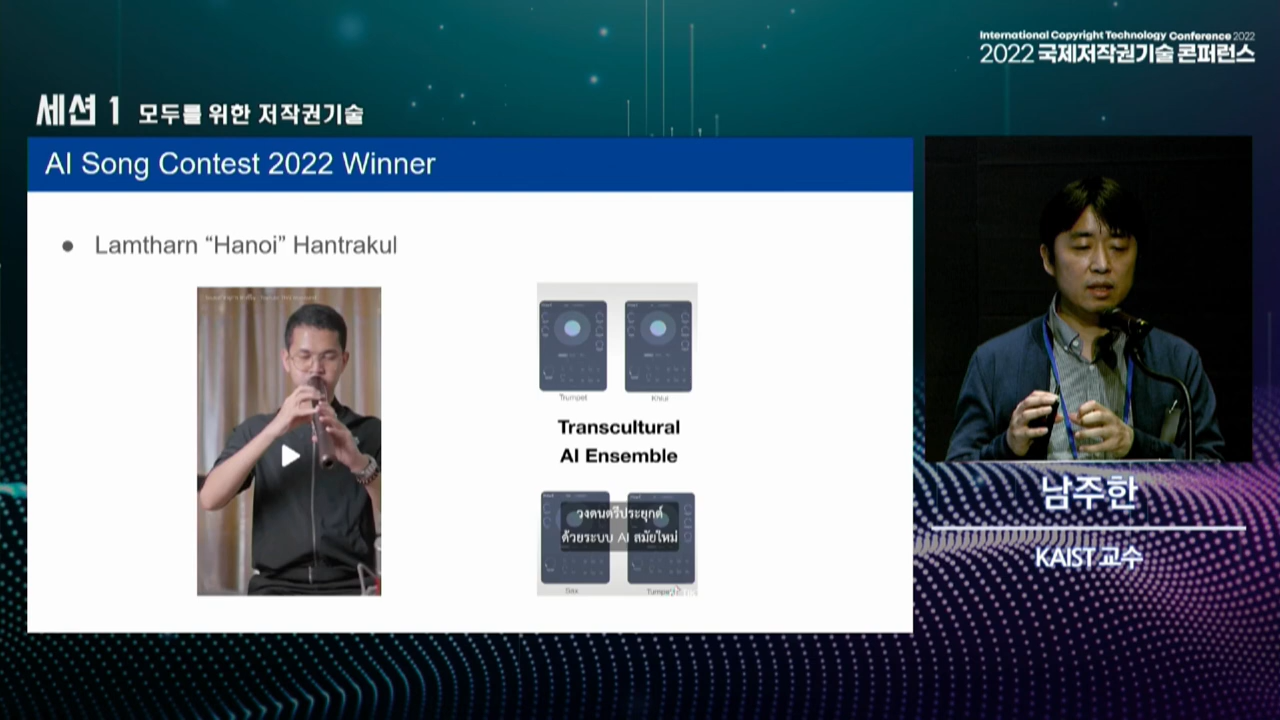 International Copyright Technology Conference 2022
2022 국제저작권기술 콘퍼런스
세션 1 모두를 위한 저작권기술
AI Song Contest 2022 Winner
● Lamtharn “Hanoi” Hantrakul
Trumpet Khlui
Transcultural
AI Ensemble
วงดนตรีประยุกต์
ด้วยระบบ AI สมัยใหม่
Sax
남주한
KAIST 교수